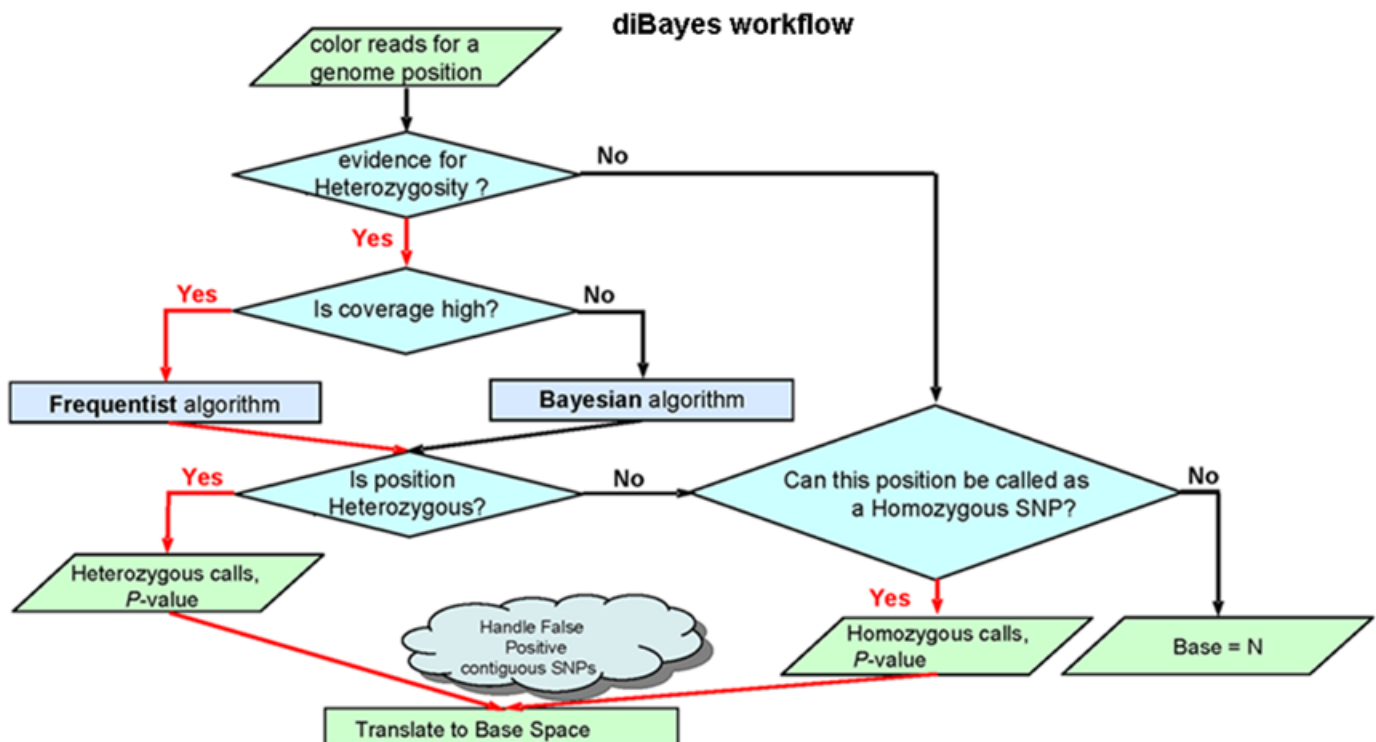 diBayes workflow
color reads for a
genome position
evidence for
Heterozygosity ?
No
Yes
Is coverage high?
Yes
No
Frequentist algorithm
Bayesian algorithm
Is position
Heterozygous?
Yes
No
Can this position be called as
a Homozygous SNP?
No
Yes
Heterozygous calls,
P-value
Handle False
Positive
contiguous SNPs
Homozygous calls,
P-value
Base = N
Translate to Base Space